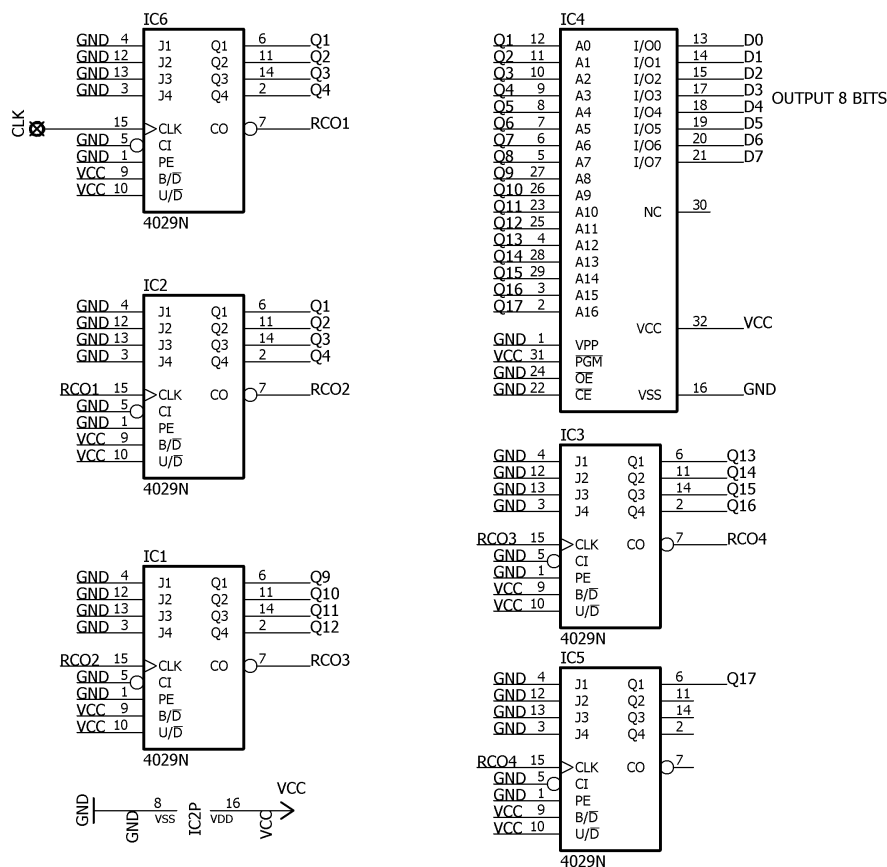 IC6
GND 4 J1 Q1 6 Q1
GND 12 J2 Q2 11 Q2
GND 13 J3 Q3 14 Q3
GND 3 J4 Q4 2 Q4
CLK 15 CLK CO 7 RCO1
GND 5 CI
GND 1 PE
VCC 9 B/D
VCC 10 U/D
4029N
IC2
GND 4 J1 Q1 6 Q1
GND 12 J2 Q2 11 Q2
GND 13 J3 Q3 14 Q3
GND 3 J4 Q4 2 Q4
RCO1 15 CLK CO 7 RCO2
GND 5 CI
GND 1 PE
VCC 9 B/D
VCC 10 U/D
4029N
IC1
GND 4 J1 Q1 6 Q9
GND 12 J2 Q2 11 Q10
GND 13 J3 Q3 14 Q11
GND 3 J4 Q4 2 Q12
RCO2 15 CLK CO 7 RCO3
GND 5 CI
GND 1 PE
VCC 9 B/D
VCC 10 U/D
4029N
GND GND 8 VSS IC2P 16 VDD VCC VCC
IC4
Q1 12 A0 I/O0 13 D0
Q2 11 A1 I/O1 14 D1
Q3 10 A2 I/O2 15 D2
Q4 9 A3 I/O3 17 D3
OUTPUT 8 BITS
Q5 8 A4 I/O4 18 D4
Q6 7 A5 I/O5 19 D5
Q7 6 A6 I/O6 20 D6
Q8 5 A7 I/O7 21 D7
Q9 27 A8
Q10 26 A9
Q11 23 A10 NC 30
Q12 25 A11
Q13 4 A12
Q14 28 A13
Q15 29 A14
Q16 3 A15
Q17 2 A16
VCC 32 VCC
GND 1 VPP
VCC 31 PGM
GND 24 OE
GND 22 CE VSS 16 GND
IC3
GND 4 J1 Q1 6 Q13
GND 12 J2 Q2 11 Q14
GND 13 J3 Q3 14 Q15
GND 3 J4 Q4 2 Q16
RCO3 15 CLK CO 7 RCO4
GND 5 CI
GND 1 PE
VCC 9 B/D
VCC 10 U/D
4029N
IC5
GND 4 J1 Q1 6 Q17
GND 12 J2 Q2 11
GND 13 J3 Q3 14
GND 3 J4 Q4 2
RCO4 15 CLK CO 7
GND 5 CI
GND 1 PE
VCC 9 B/D
VCC 10 U/D
4029N